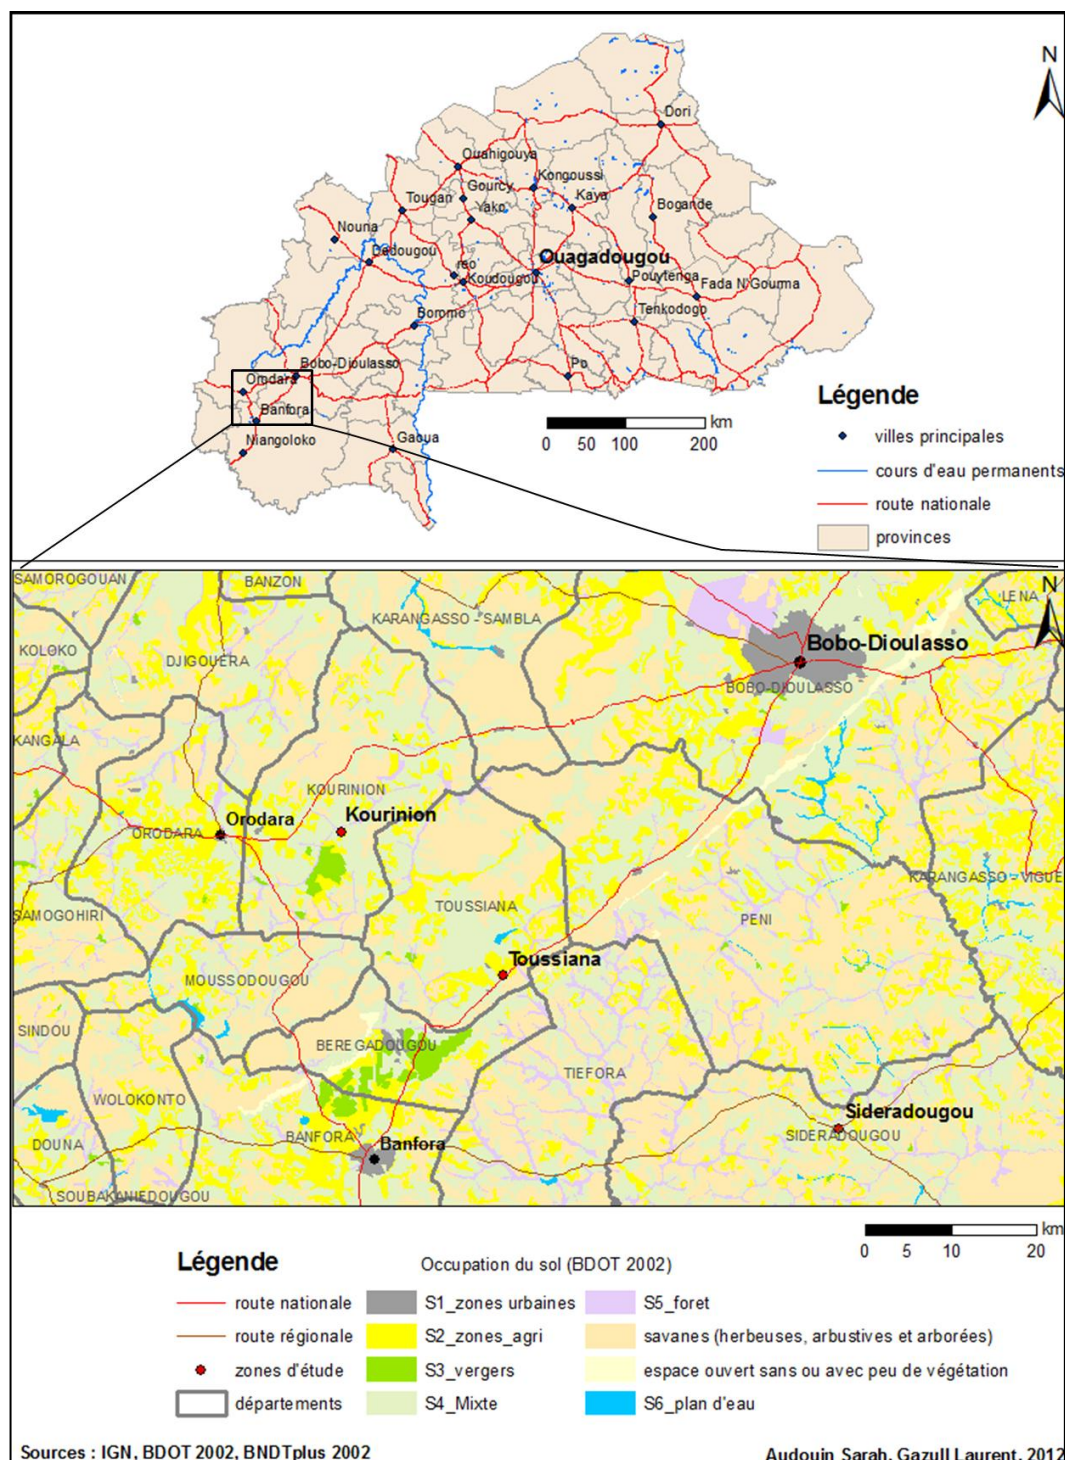 N
Dori
Ouahigouya
Kongoussi
Gourcy
Kaya
Tougan
Yako
Bogande
Nouna
Dedougou
Ouagadougou
reo
Koudougou
Pouytenga
Fada N'Gourma
Boromo
Tenkodogo
Bobo-Dioulasso
Po
Orodara
Banfora
Niangoloko
Gaoua
km
0 50 100 200
Légende
villes principales
cours d'eau permanents
route nationale
provinces
SAMOROGOUAN
BANZON
N
LENA
KARANGASSO - SAMBLA
KOLOKO
DJIGOUERA
Bobo-Dioulasso
BOBO-DIOULASSO
KANGALA
KOURINION
Kourinion
Orodara
ORODARA
KARANGASSO - VIGUE
TOUSSIANA
SAMOGOHIRI
PENI
Toussiana
MOUSSODOUGOU
SINDOU
BEREGADOUGOU
TIEFORA
WOLOKONTO
Sideradougou
SIDERADOUGOU
BANFORA
Banfora
DOUNA
SOUBAKANIEDOUGOU
km
0 5 10 20
Légende
Occupation du sol (BDOT 2002)
route nationale
S1_zones urbaines
S5_foret
route régionale
S2_zones_agri
savanes (herbeuses, arbustives et arborées)
zones d'étude
S3_vergers
espace ouvert sans ou avec peu de végétation
départements
S4_Mixte
S6_plan d'eau
Sources : IGN, BDOT 2002, BNDTplus 2002
Audouin Sarah, Gazull Laurent, 2012